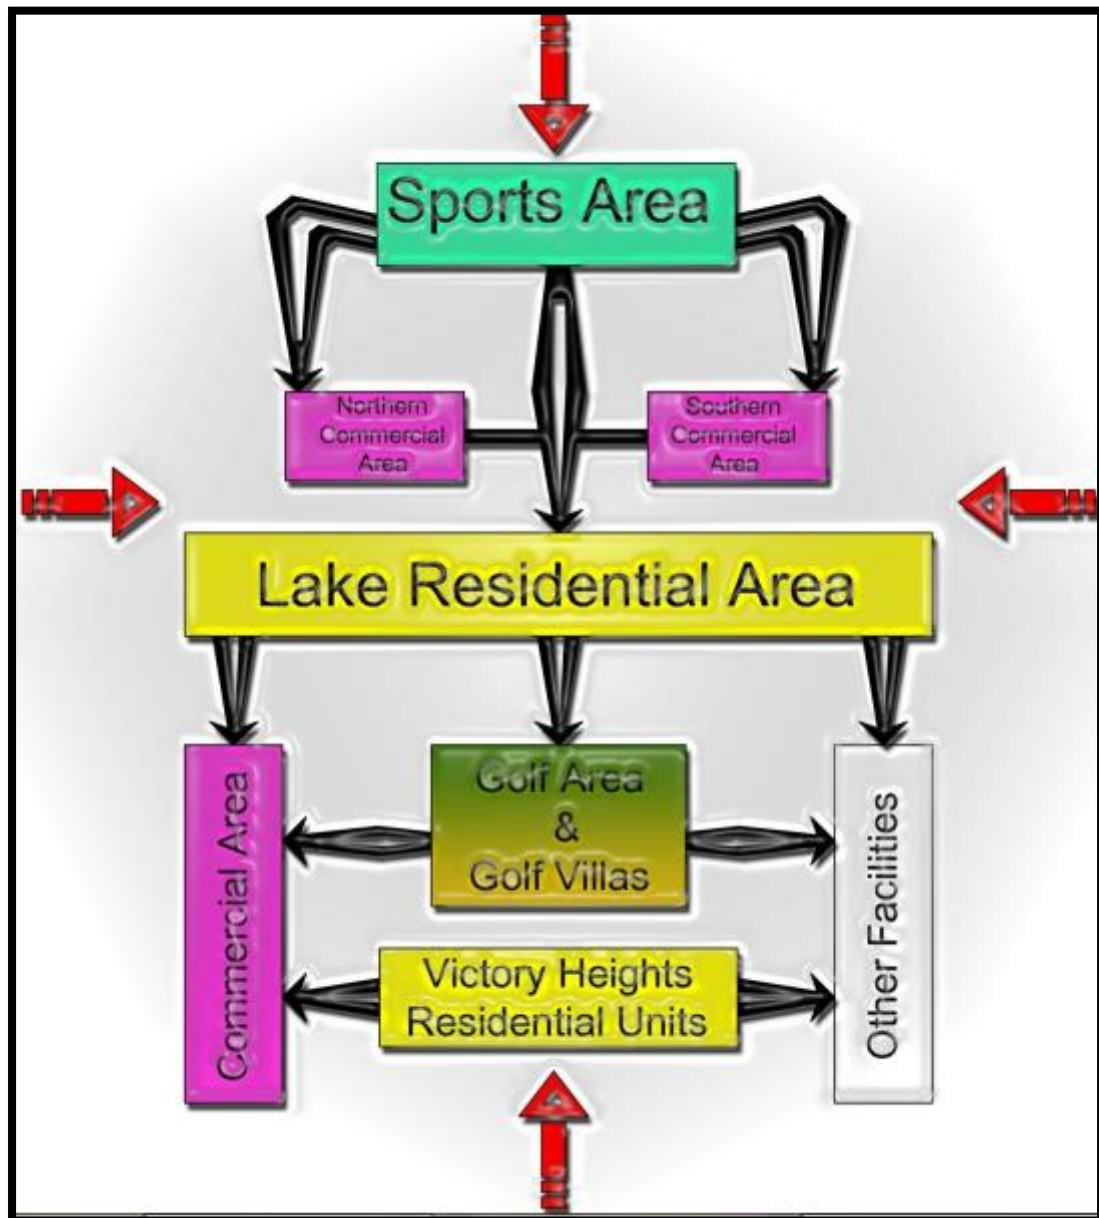 Sports Area
Northern
Commercial
Area
Southern
Commercial
Area
Lake Residential Area
Commercial Area
Golf Area
&
Golf Villas
Other Facilities
Victory Heights
Residential Units